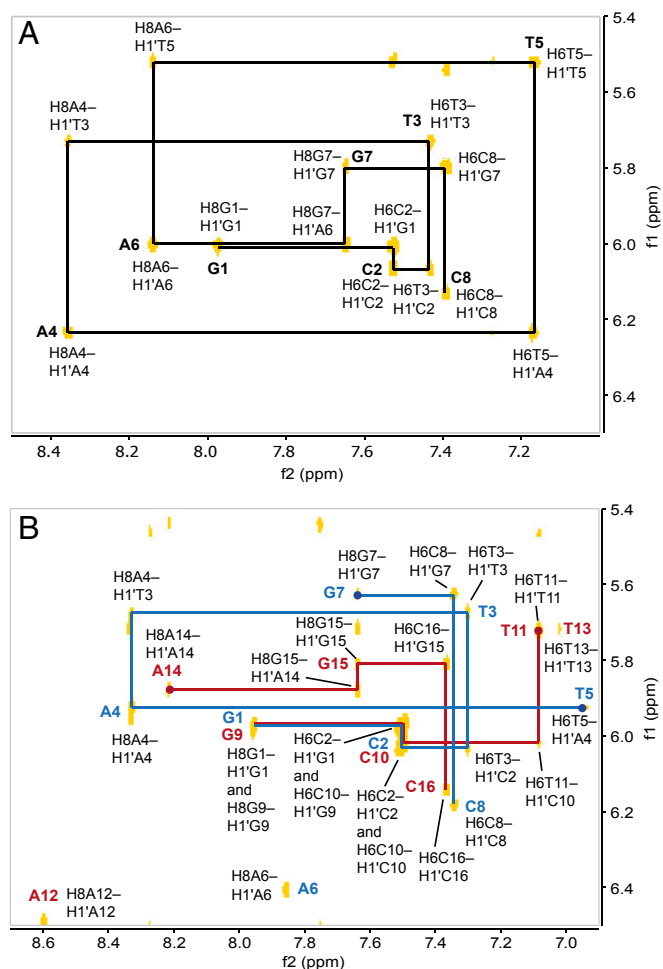 A
5.4
H8A6–
H1'T5
T5
H6T5–
H1'T5
5.6
H8A4–
H1'T3
T3
H6T3–
H1'T3
H8G7–
H1'G7
G7
H6C8–
H1'G7
5.8
H8G1–
H1'G1
H8G7–
H1'A6
H6C2–
H1'G1
A6
H8A6–
H1'A6
G1
C2
H6C2–
H1'C2
H6T3–
H1'C2
C8
H6C8–
H1'C8
6.0
A4
H8A4–
H1'A4
H6T5–
H1'A4
6.2
6.4
f1 (ppm)
8.4 8.2 8.0 7.8 7.6 7.4 7.2
f2 (ppm)
B
5.4
H8A4–
H1'T3
H8G7–
H1'G7
H6C8–
H1'G7
H6T3–
H1'T3
G7
T3
5.6
H8A14–
H1'A14
A14
H8G15–
H1'G15
H8G15–
H1'A14
G15
H6C16–
H1'G15
H6T11–
H1'T11
T11
T13
H6T13–
H1'T13
5.8
A4
H8A4–
H1'A4
G1
G9
H8G1–
H1'G1
and
H8G9–
H1'G9
H6C2–
H1'G1
and
H6C10–
H1'G9
C2
C10
H6C2–
H1'C2
and
H6C10–
H1'C10
T5
H6T5–
H1'A4
6.0
H6T3–
H1'C2
H6T11–
H1'C10
C16
H6C16–
H1'C16
C8
H6C8–
H1'C8
6.2
A12
H8A12–
H1'A12
H8A6–
H1'A6
A6
6.4
f1 (ppm)
8.6 8.4 8.2 8.0 7.8 7.6 7.4 7.2 7.0
f2 (ppm)